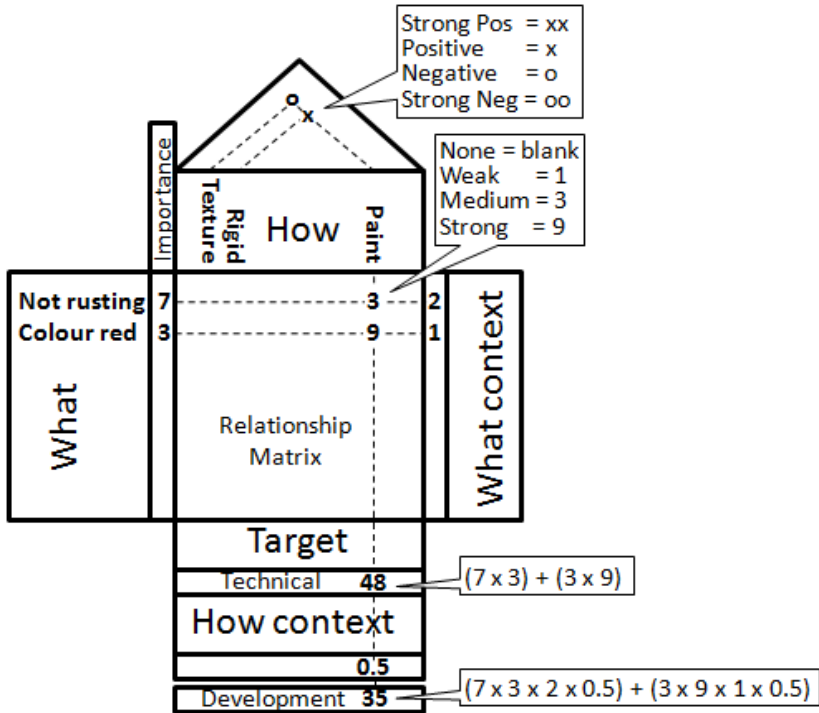 Strong Pos = xx
Positive = x
Negative = o
Strong Neg = oo
o
x
None = blank
Weak = 1
Medium = 3
Strong = 9
Importance
Texture
Rigid
How
Paint
Not rusting 7 3 2
Colour red 3 9 1
What
Relationship
Matrix
What context
Target
Technical 48
(7 x 3) + (3 x 9)
How context
0.5
Development 35
(7 x 3 x 2 x 0.5) + (3 x 9 x 1 x 0.5)